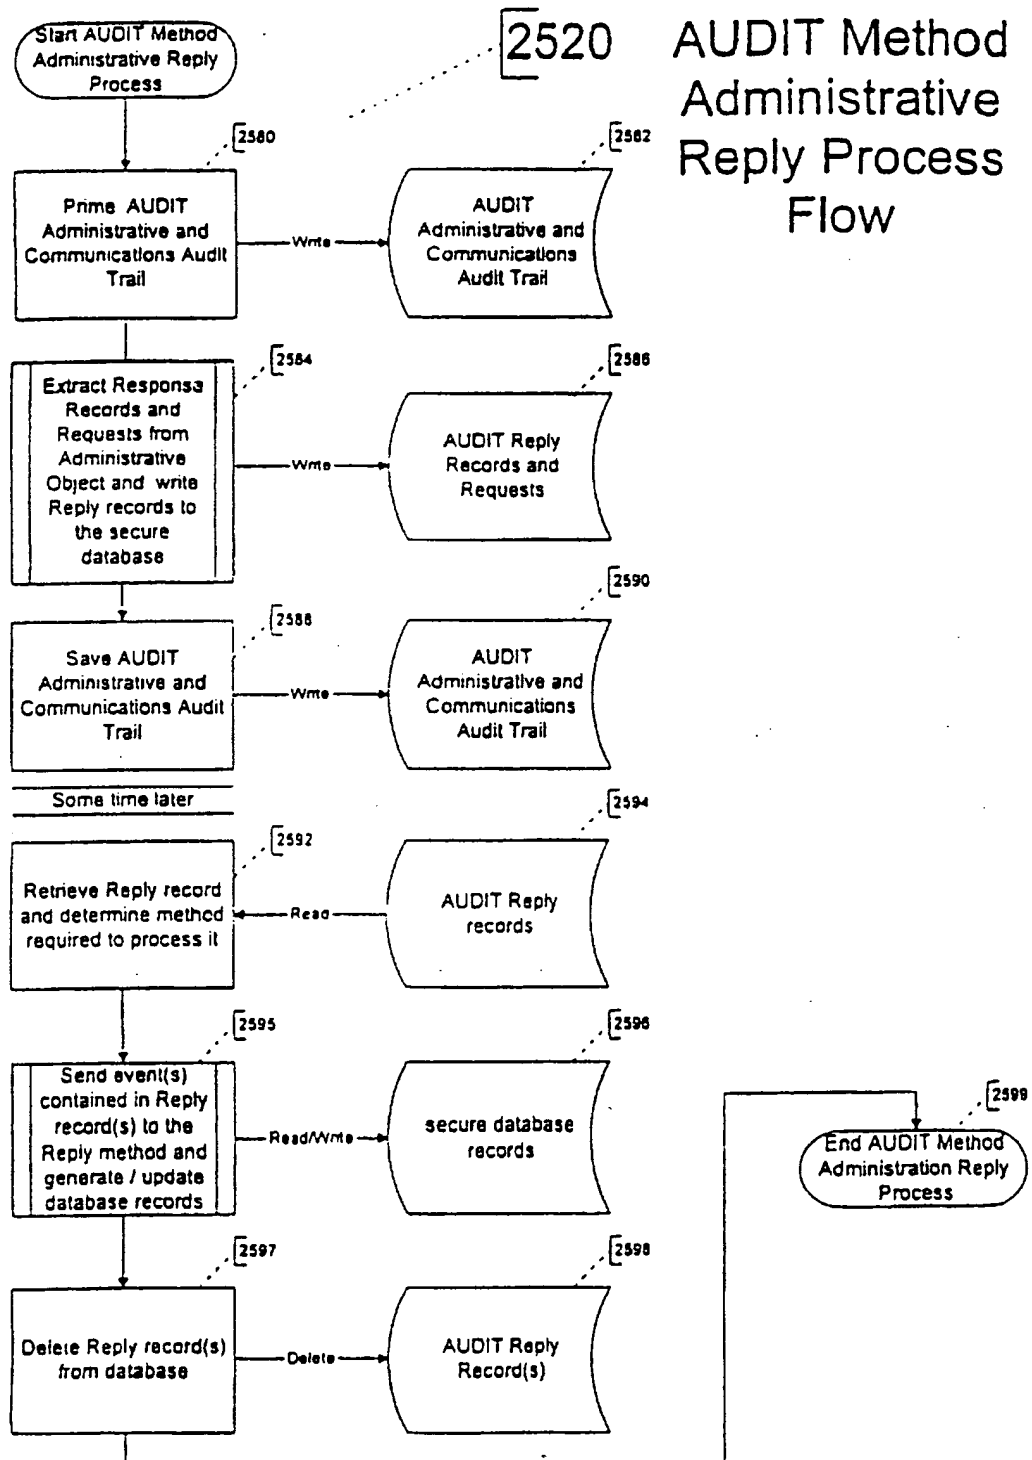 2520
AUDIT Method
Administrative
Reply Process
Flow
Start AUDIT Method
Administrative Reply
Process
2580
Prime AUDIT
Administrative and
Communications Audit
Trail
Write
2582
AUDIT
Administrative and
Communications
Audit Trail
2584
Extract Response
Records and
Requests from
Administrative
Object and write
Reply records to
the secure
database
Write
2586
AUDIT Reply
Records and
Requests
2588
Save AUDIT
Administrative and
Communications Audit
Trail
Write
2590
AUDIT
Administrative and
Communications
Audit Trail
Some time later
2592
Retrieve Reply record
and determine method
required to process it
Read
2594
AUDIT Reply
records
2595
Send event(s)
contained in Reply
record(s) to the
Reply method and
generate / update
database records
Read/Write
2596
secure database
records
2597
Delete Reply record(s)
from database
Delete
2598
AUDIT Reply
Record(s)
2599
End AUDIT Method
Administration Reply
Process